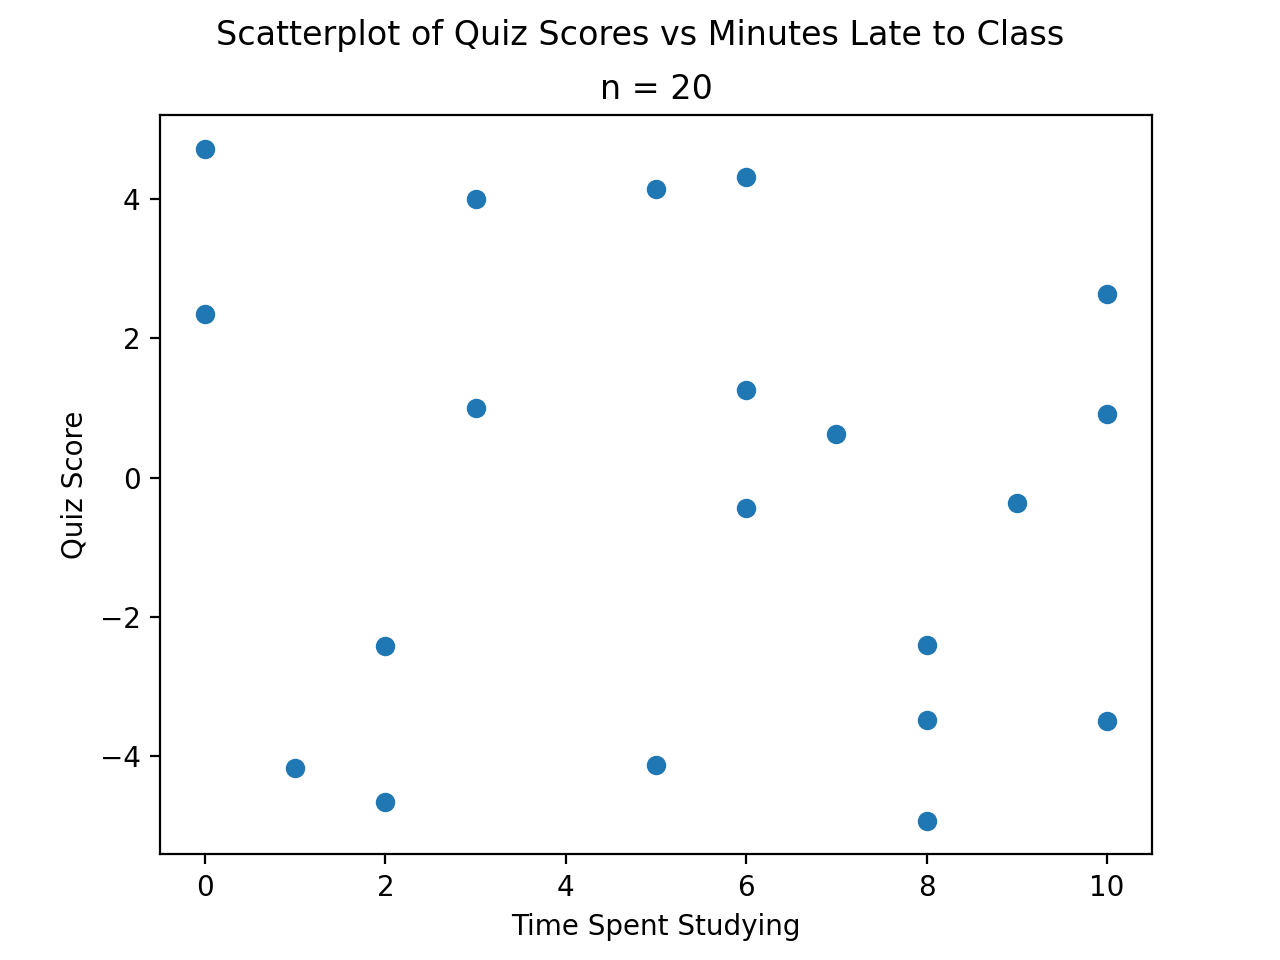 Scatterplot of Quiz Scores vs Minutes Late to Class
n = 20
4
2
0
−2
−4
Quiz Score
0 2 4 6 8 10
Time Spent Studying